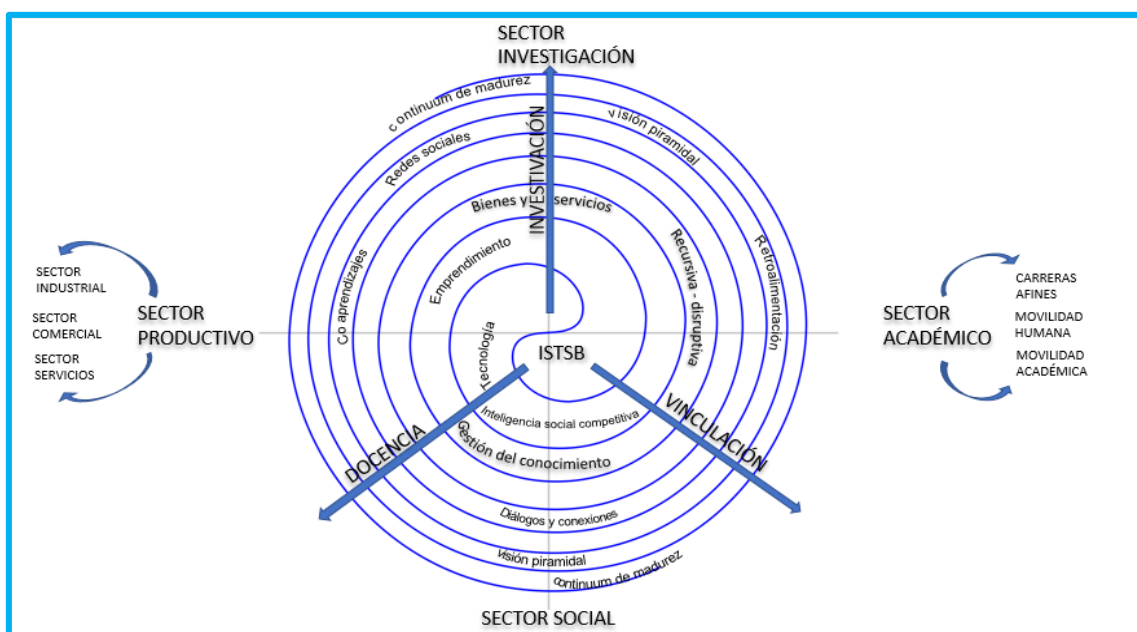 SECTOR
INVESTIGACIÓN
continuum de madurez
Visión piramidal
Redes sociales
INVESTIVACIÓN
Bienes y servicios
Emprendimiento
Recursiva - disruptiva
Retroalimentación
Co aprendizajes
Tecnología
ISTSB
SECTOR
INDUSTRIAL
SECTOR
COMERCIAL
SECTOR
SERVICIOS
SECTOR
PRODUCTIVO
SECTOR
ACADÉMICO
CARRERAS
AFINES
MOVILIDAD
HUMANA
MOVILIDAD
ACADÉMICA
Inteligencia social competitiva
DOCENCIA
VINCULACIÓN
Gestión del conocimiento
Diálogos y conexiones
visión piramidal
continuum de madurez
SECTOR SOCIAL